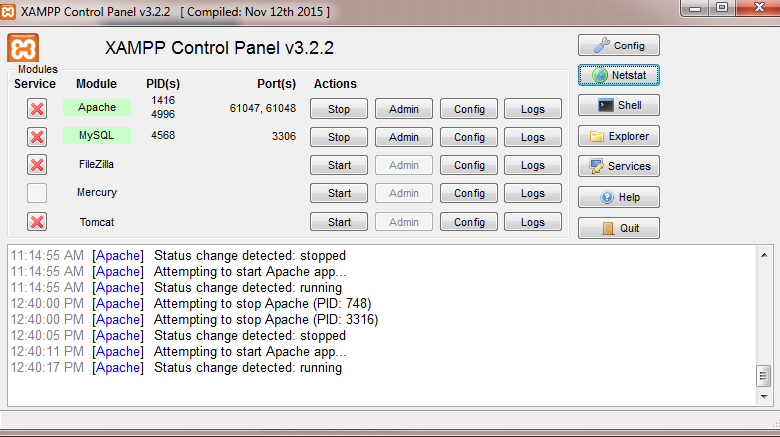 XAMPP Control Panel v3.2.2 [ Compiled: Nov 12th 2015 ]
XAMPP Control Panel v3.2.2
Config
Modules
Service Module PID(s) Port(s) Actions
Netstat
Apache 1416 4996 61047, 61048 Stop Admin Config Logs
Shell
MySQL 4568 3306 Stop Admin Config Logs
Explorer
FileZilla Start Admin Config Logs
Services
Mercury Start Admin Config Logs
Help
Tomcat Start Admin Config Logs
Quit
11:14:55 AM [Apache] Status change detected: stopped
11:14:55 AM [Apache] Attempting to start Apache app...
11:14:55 AM [Apache] Status change detected: running
12:40:00 PM [Apache] Attempting to stop Apache (PID: 748)
12:40:00 PM [Apache] Attempting to stop Apache (PID: 3316)
12:40:05 PM [Apache] Status change detected: stopped
12:40:11 PM [Apache] Attempting to start Apache app...
12:40:17 PM [Apache] Status change detected: running